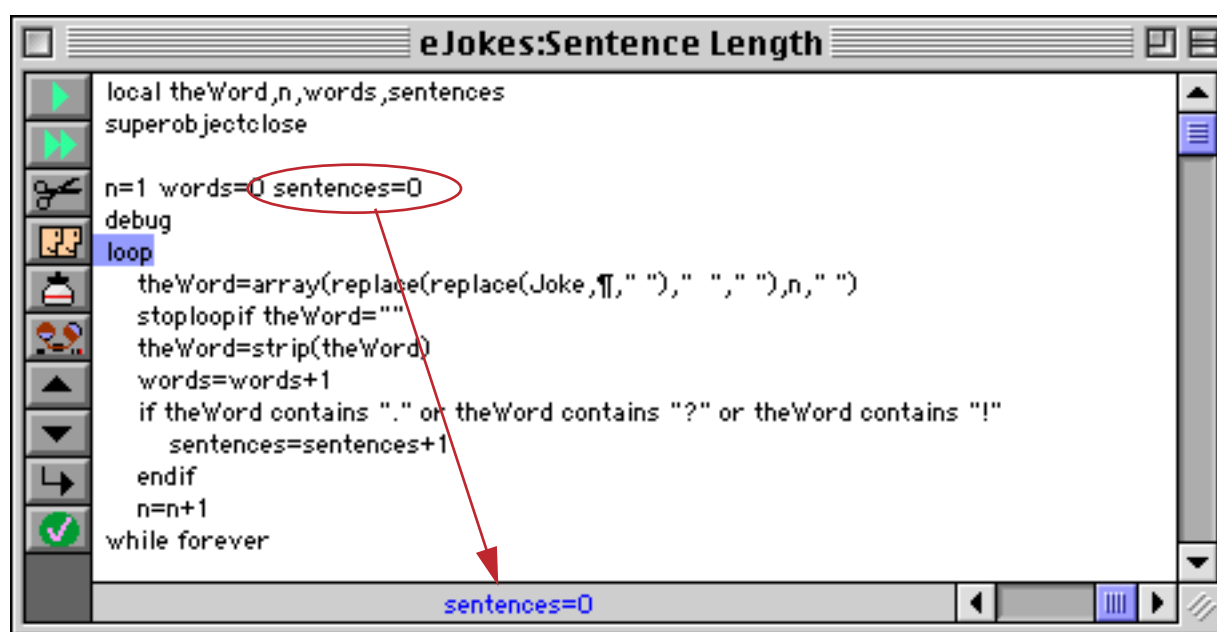 eJokes:Sentence Length
local theWord,n,words,sentences
superobjectclose
n=1 words=0 sentences=0
debug
loop
theWord=array(replace(replace(Joke,¶," "),"  "," "),n," ")
stoploopif theWord=""
theWord=strip(theWord)
words=words+1
if theWord contains "." or theWord contains "?" or theWord contains "!"
sentences=sentences+1
endif
n=n+1
while forever
sentences=0